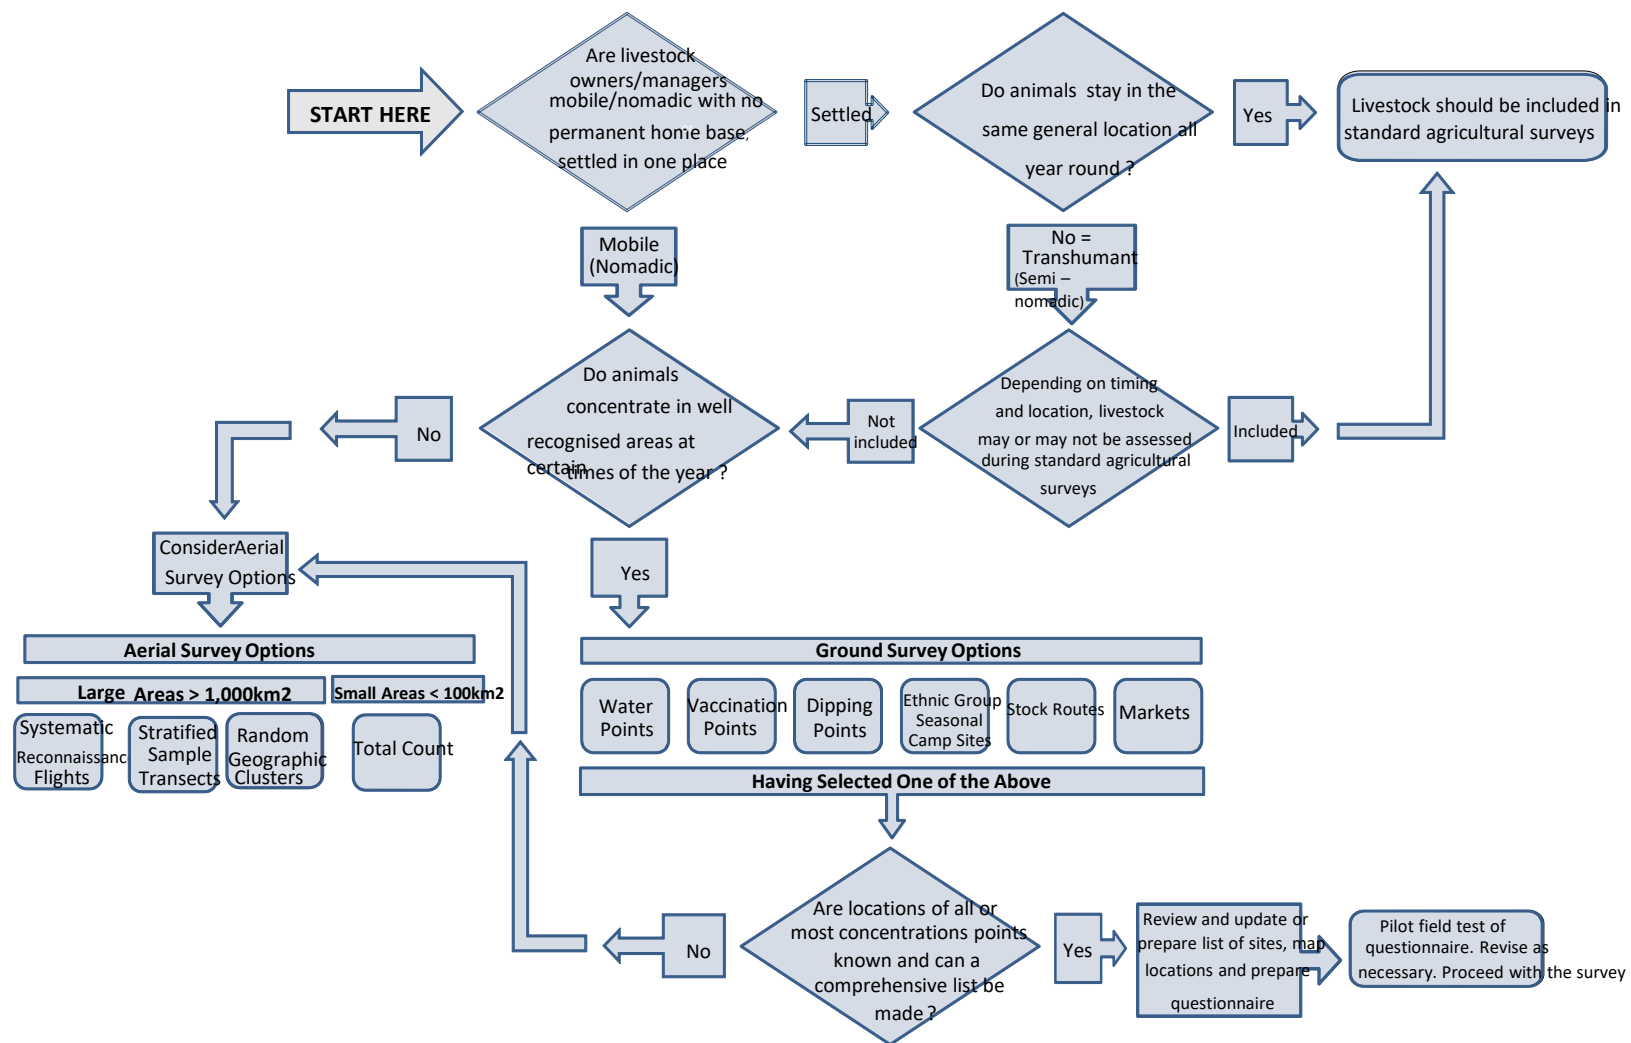 START HERE
Are livestock
owners/managers
mobile/nomadic with no
permanent home base,
settled in one place
Settled
Do animals stay in the
same general location all
year round ?
Yes
Livestock should be included in
standard agricultural surveys
Mobile
(Nomadic)
No =
Transhumant
(Semi –
nomadic)
Do animals
concentrate in well
recognised areas at
certain
times of the year ?
No
Not
included
Depending on timing
and location, livestock
may or may not be assessed
during standard agricultural
surveys
Included
ConsiderAerial
Survey Options
Yes
Aerial Survey Options
Large Areas > 1,000km2
Small Areas < 100km2
Systematic
Reconnaissance
Flights
Stratified
Sample
Transects
Random
Geographic
Clusters
Total Count
Ground Survey Options
Water
Points
Vaccination
Points
Dipping
Points
Ethnic Group
Seasonal
Camp Sites
Stock Routes
Markets
Having Selected One of the Above
No
Are locations of all or
most concentrations points
known and can a
comprehensive list be
made ?
Yes
Review and update or
prepare list of sites, map
locations and prepare
questionnaire
Pilot field test of
questionnaire. Revise as
necessary. Proceed with the survey